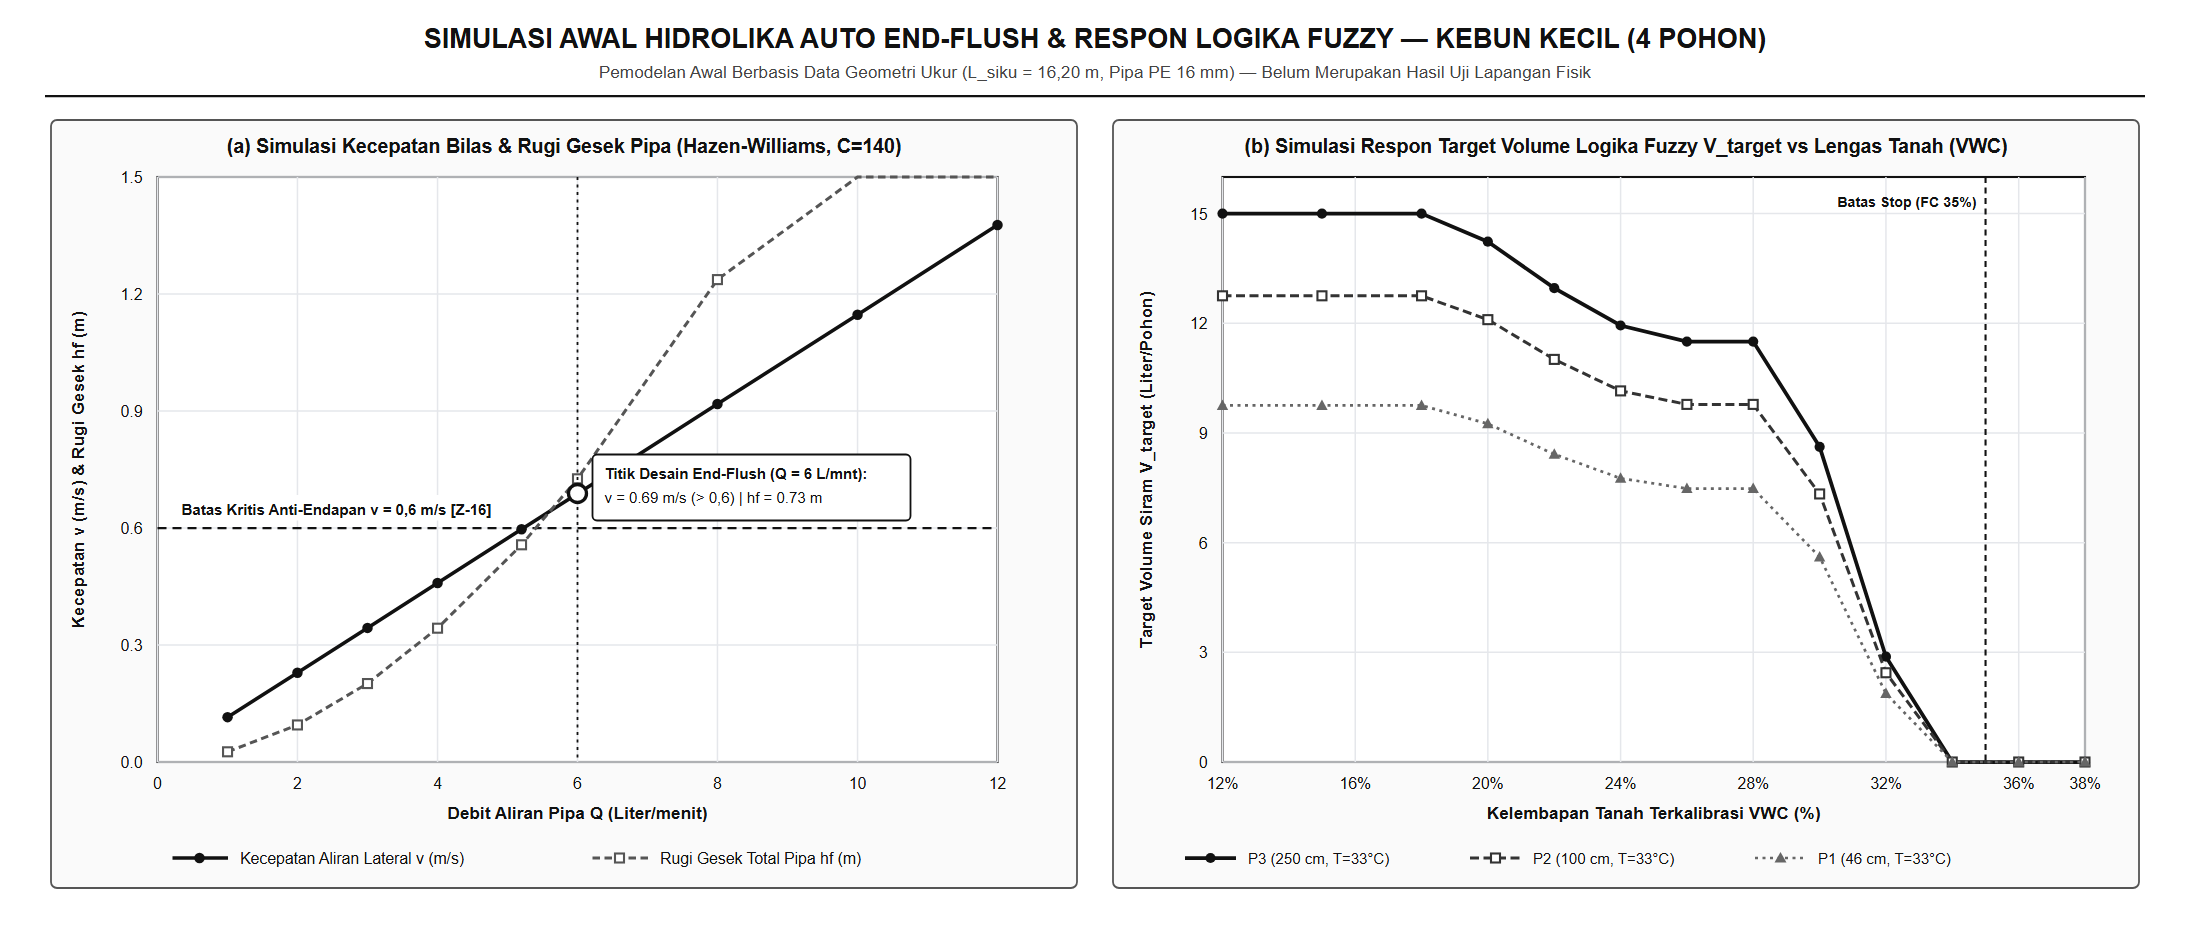 SIMULASI AWAL HIDROLIKA AUTO END-FLUSH & RESPON LOGIKA FUZZY — KEBUN KECIL (4 POHON)
Pemodelan Awal Berbasis Data Geometri Ukur (L_siku = 16,20 m, Pipa PE 16 mm) — Belum Merupakan Hasil Uji Lapangan Fisik
(a) Simulasi Kecepatan Bilas & Rugi Gesek Pipa (Hazen-Williams, C=140)
Kecepatan v (m/s) & Rugi Gesek hf (m)
1.5
1.2
0.9
0.6
0.3
0.0
Batas Kritis Anti-Endapan v = 0,6 m/s [Z-16]
Titik Desain End-Flush (Q = 6 L/mnt):
v = 0.69 m/s (> 0,6) | hf = 0.73 m
0 2 4 6 8 10 12
Debit Aliran Pipa Q (Liter/menit)
Kecepatan Aliran Lateral v (m/s)
Rugi Gesek Total Pipa hf (m)
(b) Simulasi Respon Target Volume Logika Fuzzy V_target vs Lengas Tanah (VWC)
Target Volume Siram V_target (Liter/Pohon)
15
12
9
6
3
0
Batas Stop (FC 35%)
12% 16% 20% 24% 28% 32% 36% 38%
Kelembapan Tanah Terkalibrasi VWC (%)
P3 (250 cm, T=33°C)
P2 (100 cm, T=33°C)
P1 (46 cm, T=33°C)